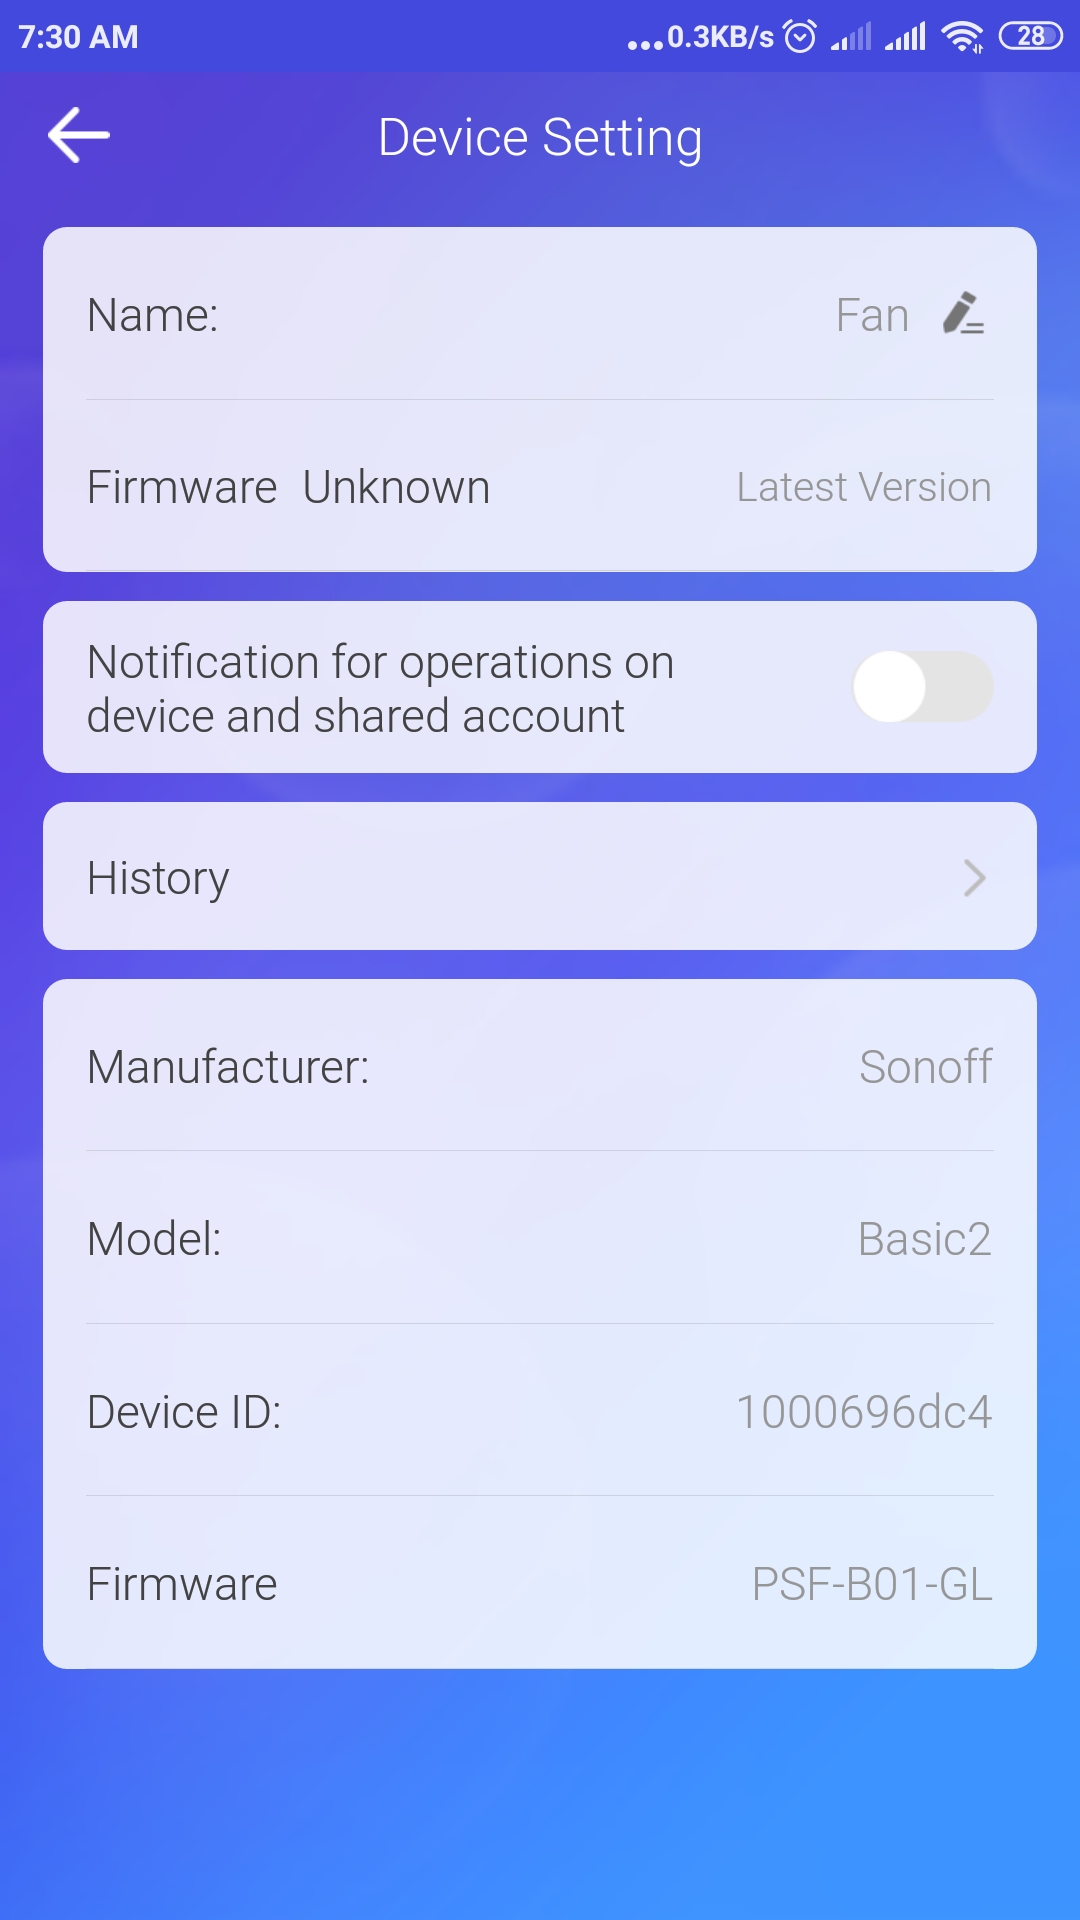 7:30 AM ...0.3KB/s 28
Device Setting
Name: Fan
Firmware Unknown Latest Version
Notification for operations on
device and shared account
History
Manufacturer: Sonoff
Model: Basic2
Device ID: 1000696dc4
Firmware PSF-B01-GL